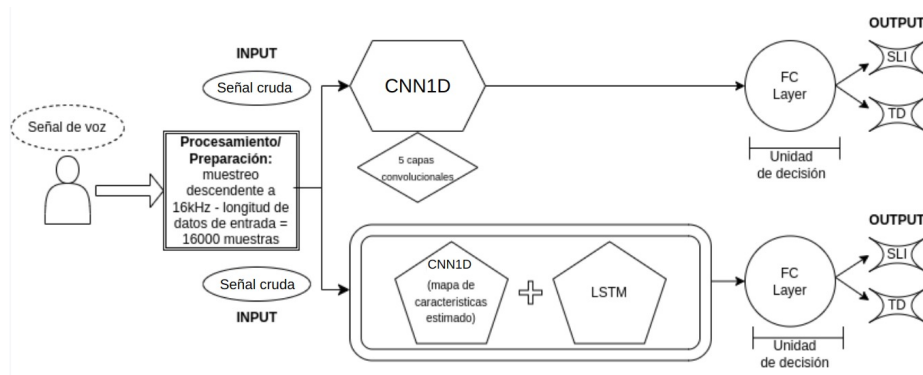 Señal de voz
Procesamiento/
Preparación:
muestreo
descendente a
16kHz - longitud de
datos de entrada =
16000 muestras
INPUT
Señal cruda
CNN1D
5 capas
convolucionales
FC
Layer
Unidad
de decisión
OUTPUT
SLI
TD
Señal cruda
INPUT
CNN1D
(mapa de
caracteristicas
estimado)
LSTM
FC
Layer
Unidad
de decisión
OUTPUT
SLI
TD